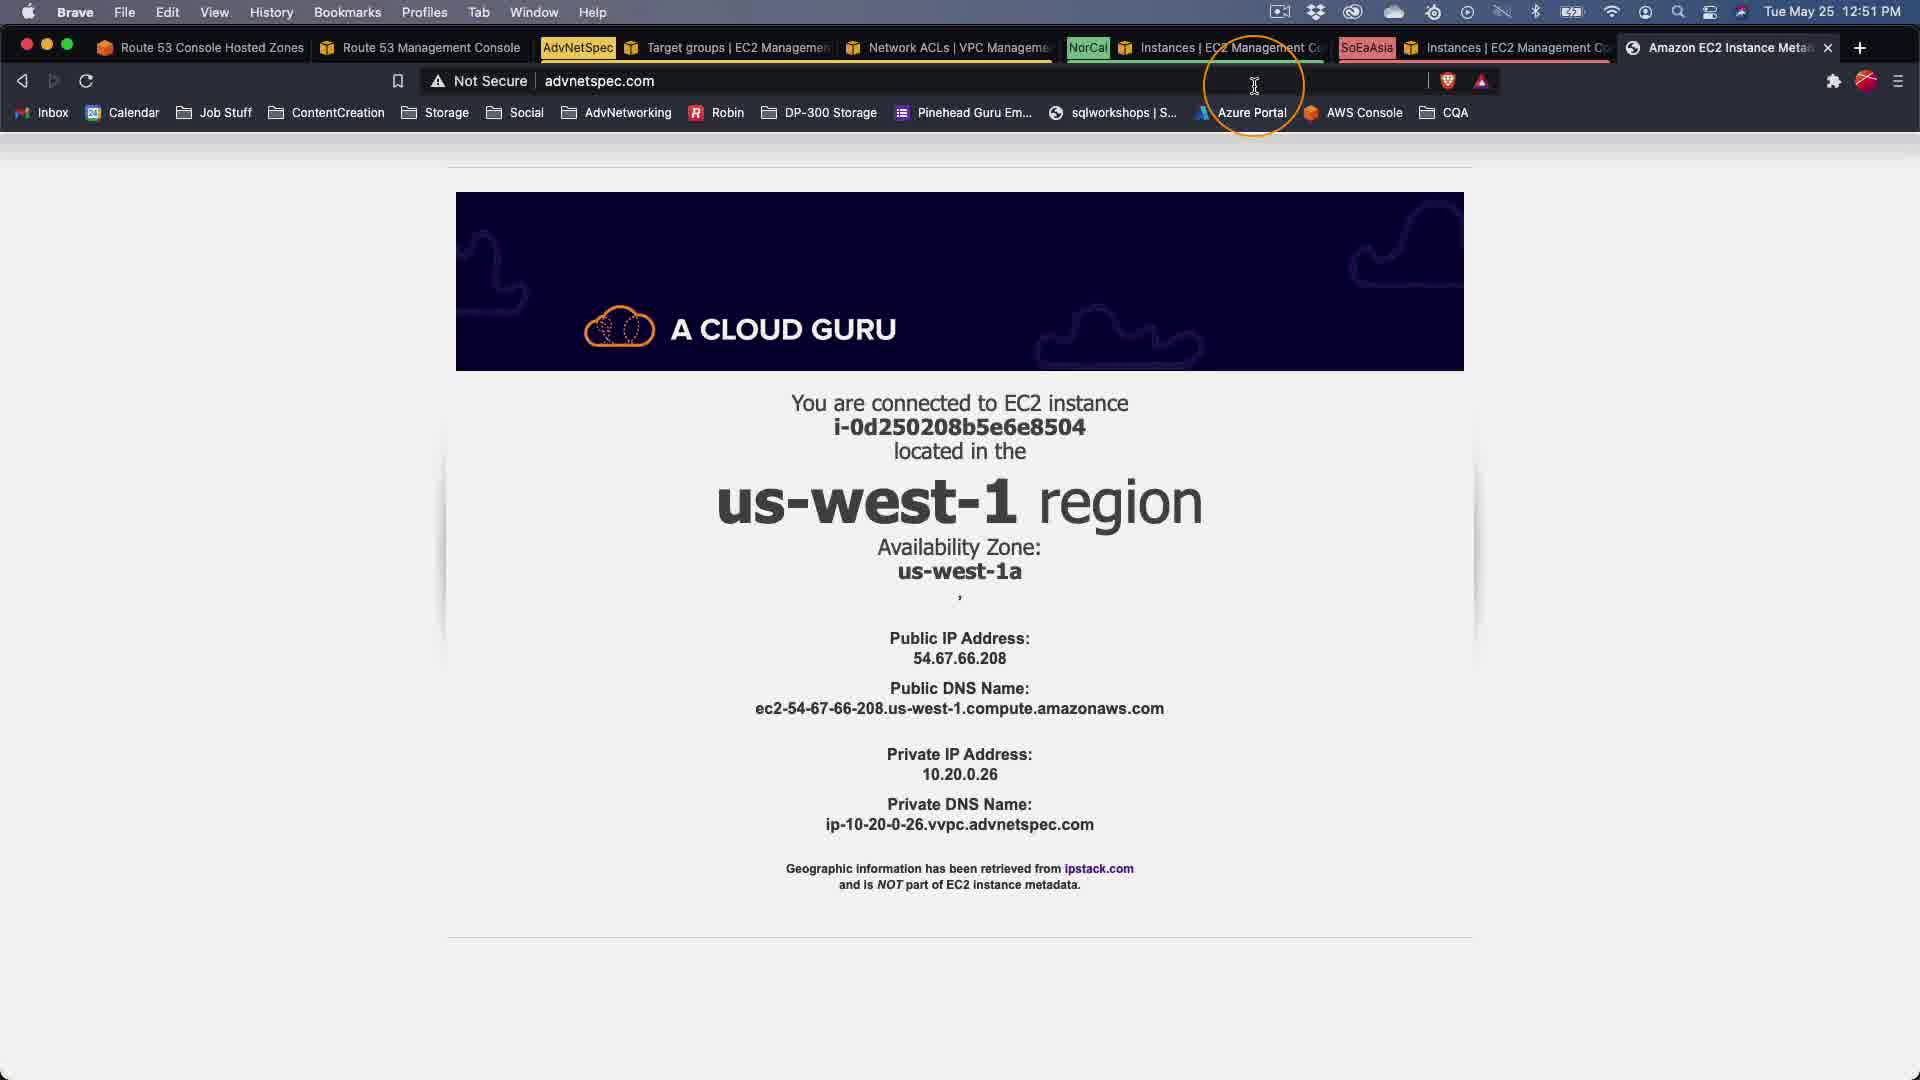 Brave File Edit View History Bookmarks Profiles Tab Window Help Tue May 25 12:51 PM
Route 53 Console Hosted Zones Route 53 Management Console AdvNetSpec Target groups | EC2 Managemen Network ACLs | VPC Manageme NorCal Instances | EC2 Management Co SoEaAsia Instances | EC2 Management Co Amazon EC2 Instance Meta
Not Secure advnetspec.com
Inbox Calendar Job Stuff ContentCreation Storage Social AdvNetworking Robin DP-300 Storage Pinehead Guru Em... sqlworkshops | S... Azure Portal AWS Console CQA
A CLOUD GURU
You are connected to EC2 instance
i-0d250208b5e6e8504
located in the
us-west-1 region
Availability Zone:
us-west-1a
,
Public IP Address:
54.67.66.208
Public DNS Name:
ec2-54-67-66-208.us-west-1.compute.amazonaws.com
Private IP Address:
10.20.0.26
Private DNS Name:
ip-10-20-0-26.vvpc.advnetspec.com
Geographic information has been retrieved from ipstack.com
and is NOT part of EC2 instance metadata.